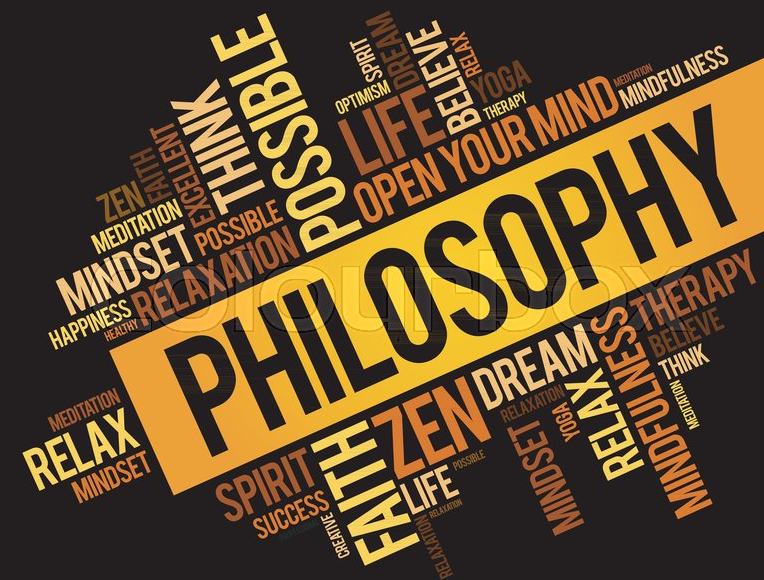 POSSIBLE
DREAM
SPIRIT
BELIEVE
RELAX
OPTIMISM
LIFE
YOGA
THERAPY
MEDITATION
MINDFULNESS
OPEN YOUR MIND
THINK
EXCELLENT
FAITH
ZEN
MEDITATION
MINDSET
POSSIBLE
RELAXATION
HAPPINESS
HEALTHY
PHILOSOPHY
colourbox
THERAPY
BELIEVE
THINK
MEDITATION
MINDFULNESS
RELAX
YOGA
DREAM
RELAXATION
MINDSET
ZEN
POSSIBLE
LIFE
RELAXATION
RELAXATION
FAITH
CREATIVE
SPIRIT
SUCCESS
MEDITATION
RELAX
MINDSET